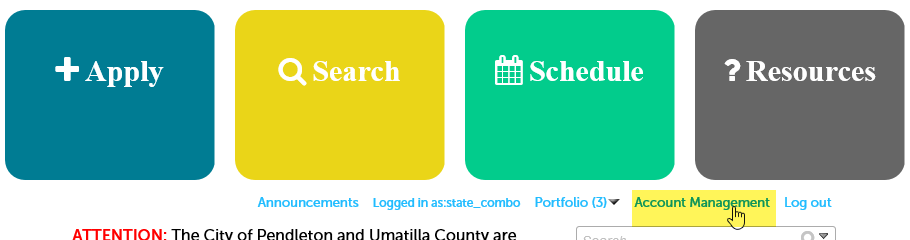 Apply
Search
Schedule
? Resources
Announcements Logged in as:state_combo Portfolio (3) Account Management Log out
ATTENTION: The City of Pendleton and Umatilla County are
Search...